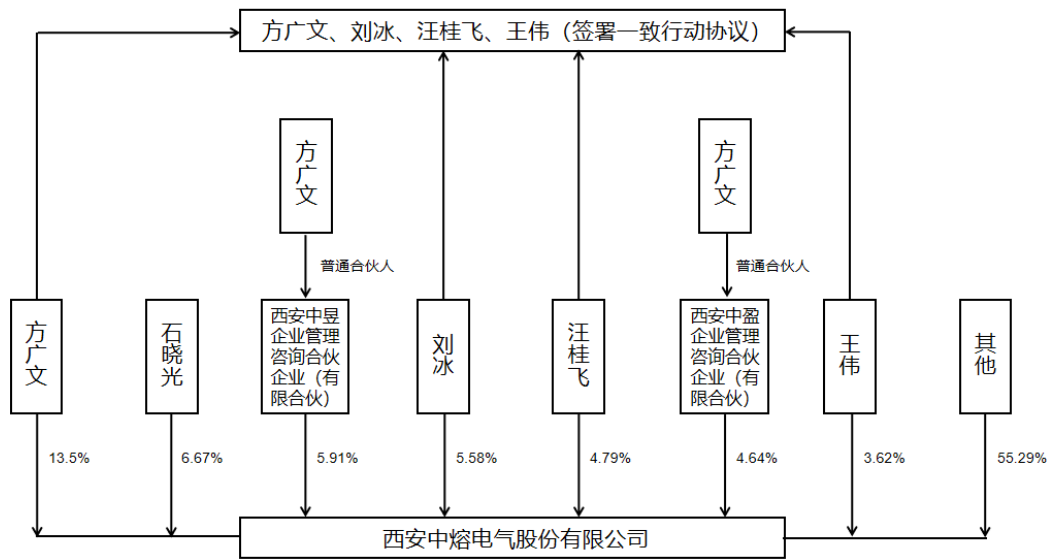 方广文、刘冰、汪桂飞、王伟（签署一致行动协议）
方广文
方广文
普通合伙人
普通合伙人
方广文
石晓光
西安中昱
企业管理
咨询合伙
企业（有
限合伙）
刘冰
汪桂飞
西安中盈
企业管理
咨询合伙
企业（有
限合伙）
王伟
其他
13.5%
6.67%
5.91%
5.58%
4.79%
4.64%
3.62%
55.29%
西安中熔电气股份有限公司